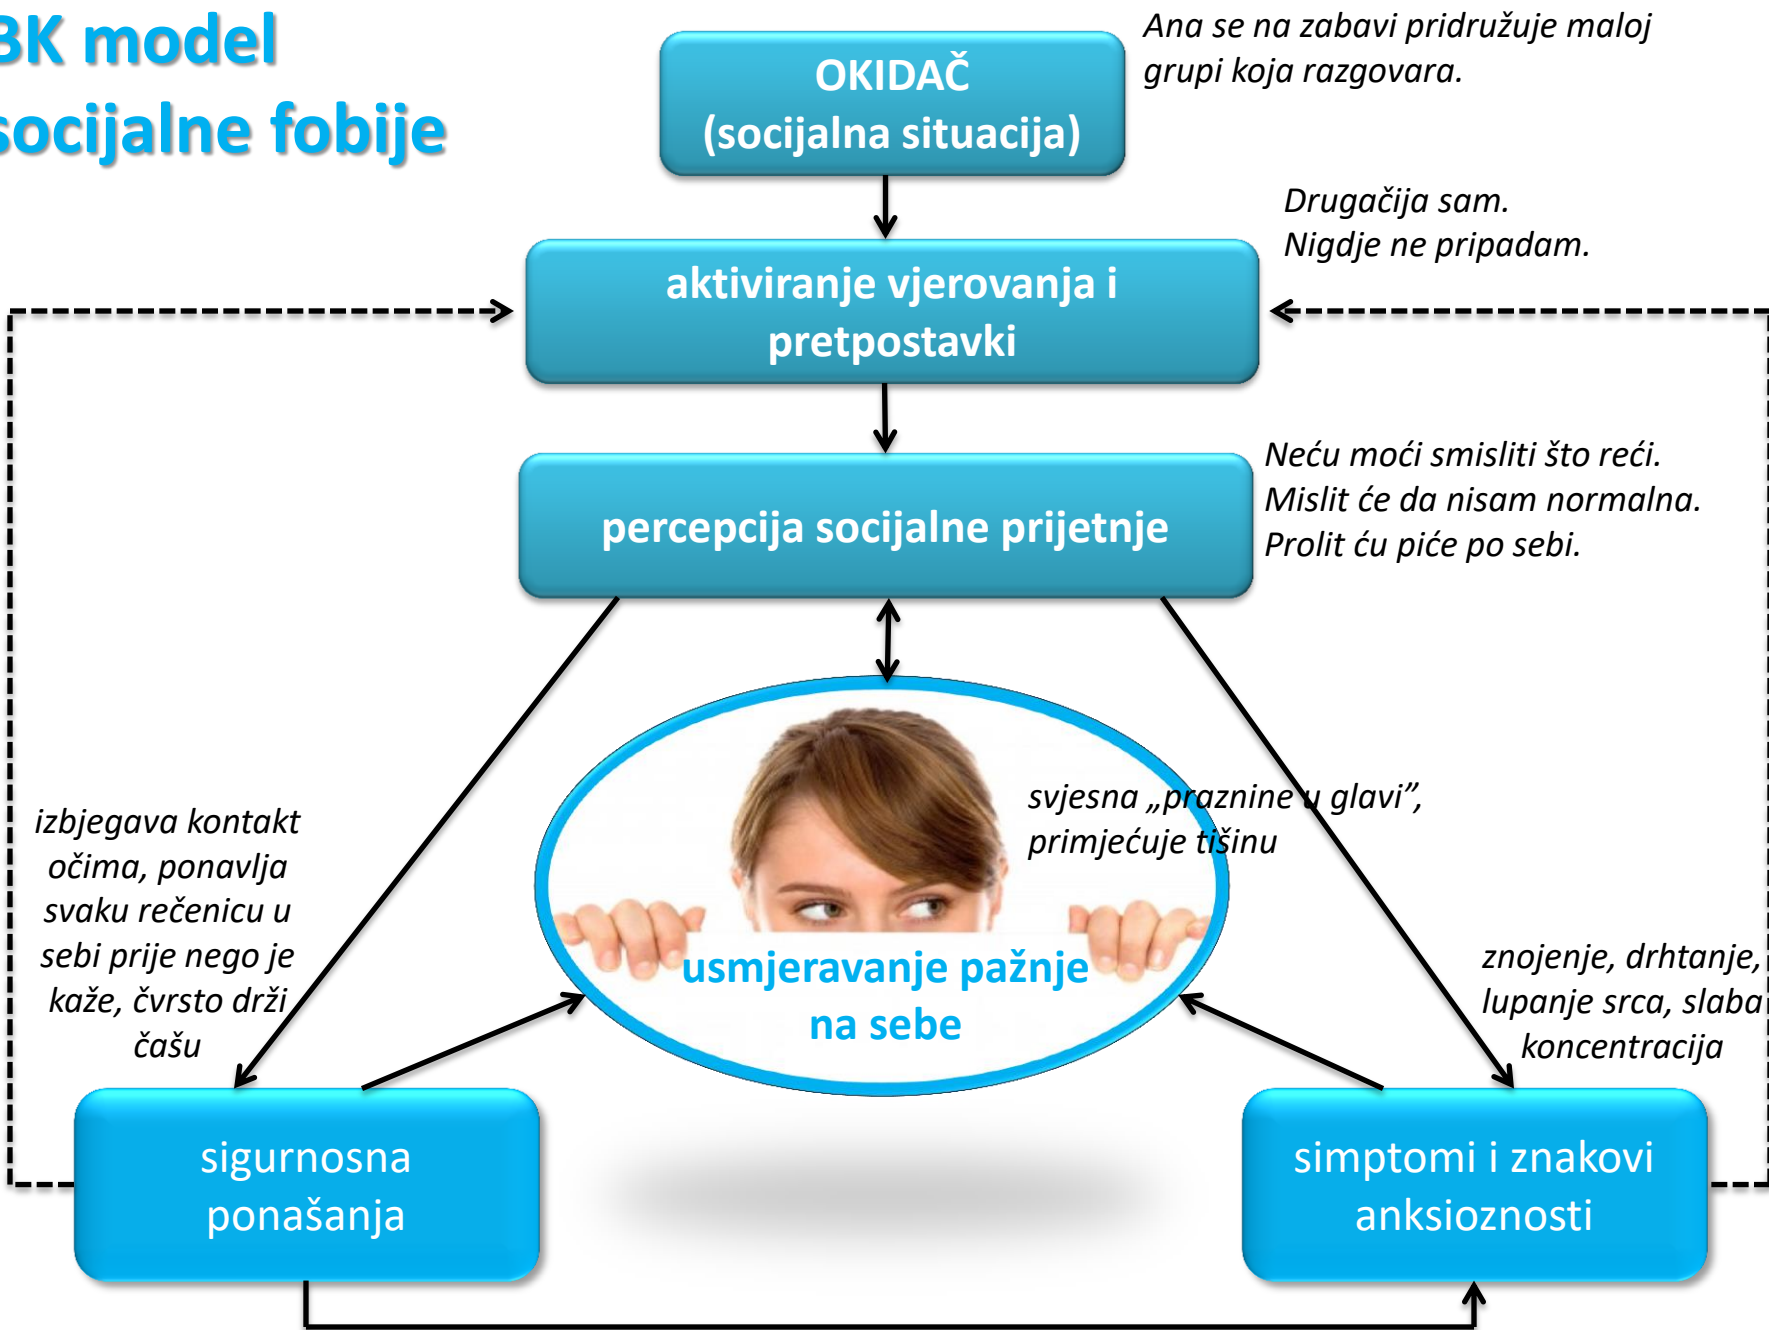 BK model
socijalne fobije
Ana se na zabavi pridružuje maloj
grupi koja razgovara.
OKIDAČ
(socijalna situacija)
Drugačija sam.
Nigdje ne pripadam.
aktiviranje vjerovanja i
pretpostavki
Neću moći smisliti što reći.
Mislit će da nisam normalna.
Prolit ću piće po sebi.
percepcija socijalne prijetnje
svjesna „praznine u glavi”,
primjećuje tišinu
izbjegava kontakt
očima, ponavlja
svaku rečenicu u
sebi prije nego je
kaže, čvrsto drži
čašu
usmjeravanje pažnje
na sebe
znojenje, drhtanje,
lupanje srca, slaba
koncentracija
sigurnosna
ponašanja
simptomi i znakovi
anksioznosti